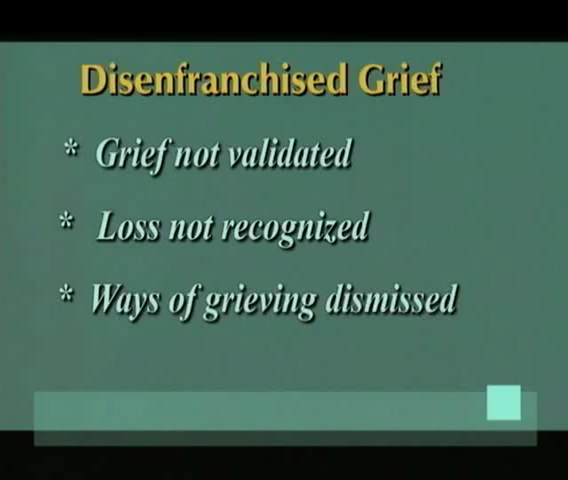 Disenfranchised Grief
* Grief not validated
* Loss not recognized
* Ways of grieving dismissed